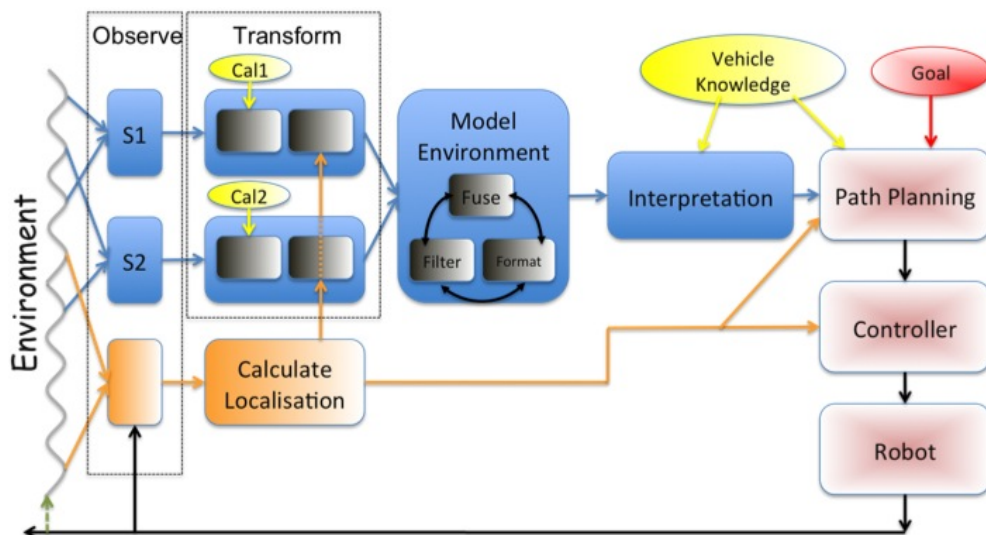 Observe
Transform
Cal1
Vehicle
Knowledge
Goal
S1
Model
Environment
Fuse
Filter
Format
Interpretation
Path Planning
Cal2
S2
Environment
Calculate
Localisation
Controller
Robot